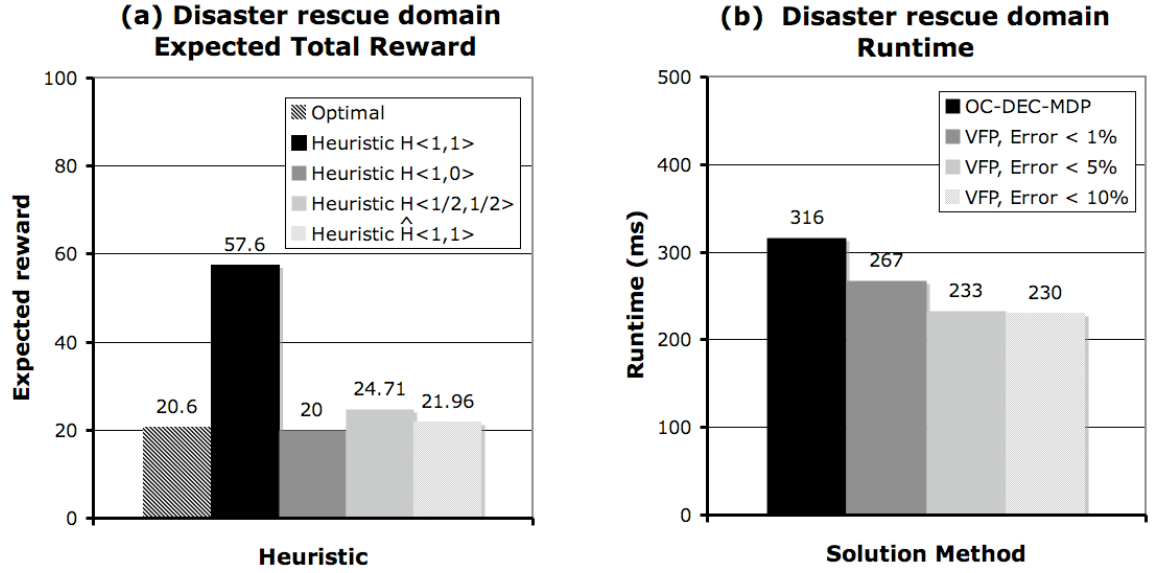 (a) Disaster rescue domain
Expected Total Reward
100
80
60
40
20
0
Expected reward
Optimal
Heuristic H<1,1>
Heuristic H<1,0>
Heuristic H<1/2,1/2>
Heuristic Ĥ<1,1>
20.6
57.6
20
24.71
21.96
Heuristic
(b) Disaster rescue domain
Runtime
500
400
300
200
100
0
Runtime (ms)
OC-DEC-MDP
VFP, Error < 1%
VFP, Error < 5%
VFP, Error < 10%
316
267
233
230
Solution Method